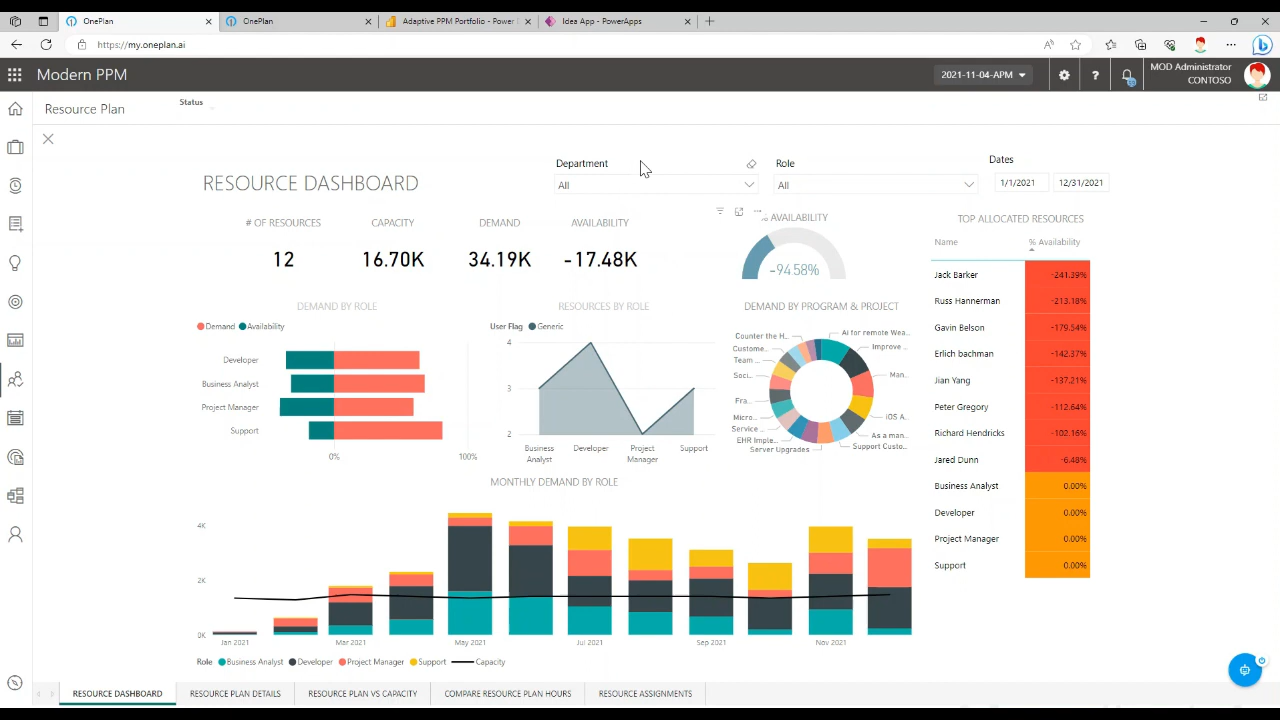 OnePlan
OnePlan
Adaptive PPM Portfolio - Power
Idea App - PowerApps
https://my.oneplan.ai
Modern PPM
2021-11-04-APM
?
MOD Administrator
CONTOSO
Resource Plan
Status
RESOURCE DASHBOARD
Department
All
Role
All
Dates
1/1/2021
12/31/2021
# OF RESOURCES
CAPACITY
DEMAND
AVAILABILITY
12
16.70K
34.19K
-17.48K
% AVAILABILITY
-94.58%
TOP ALLOCATED RESOURCES
Name
% Availability
Jack Barker
-241.39%
Russ Hannerman
-213.18%
Gavin Belson
-179.54%
Erlich bachman
-142.37%
Jian Yang
-137.21%
Peter Gregory
-112.64%
Richard Hendricks
-102.16%
Jared Dunn
-6.48%
Business Analyst
0.00%
Developer
0.00%
Project Manager
0.00%
Support
0.00%
DEMAND BY ROLE
Demand
Availability
Developer
Business Analyst
Project Manager
Support
0%
100%
RESOURCES BY ROLE
User Flag
Generic
4
3
2
Business
Analyst
Developer
Project
Manager
Support
DEMAND BY PROGRAM & PROJECT
Counter the H...
AI for remote Wea...
Custome...
Improve ...
Team ...
Soci...
Man...
Fra...
Micro...
iOS A...
Service ...
As a man...
EHR Imple...
Support Custo...
Server Upgrades
MONTHLY DEMAND BY ROLE
4K
2K
0K
Jan 2021
Mar 2021
May 2021
Jul 2021
Sep 2021
Nov 2021
Role
Business Analyst
Developer
Project Manager
Support
Capacity
RESOURCE DASHBOARD
RESOURCE PLAN DETAILS
RESOURCE PLAN VS CAPACITY
COMPARE RESOURCE PLAN HOURS
RESOURCE ASSIGNMENTS